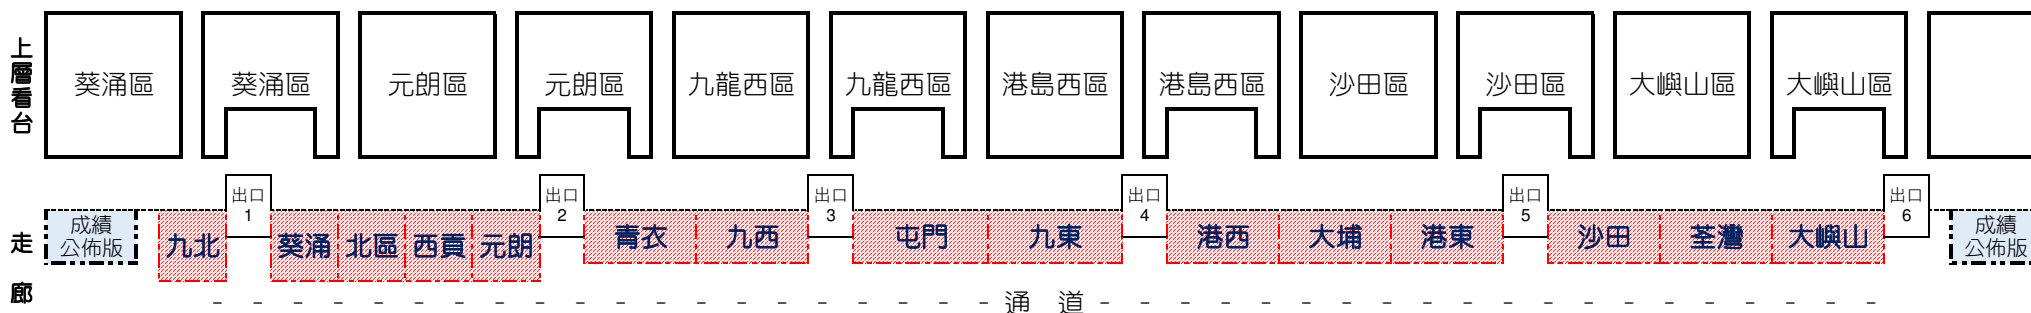 上層看台
葵涌區 葵涌區 元朗區 元朗區 九龍西區 九龍西區 港島西區 港島西區 沙田區 沙田區 大嶼山區 大嶼山區
出口
1
出口
2
出口
3
出口
4
出口
5
出口
6
走廊
成績
公佈版
九北 葵涌 北區 西貢 元朗 青衣 九西 屯門 九東 港西 大埔 港東 沙田 荃灣 大嶼山
成績
公佈版
通 道